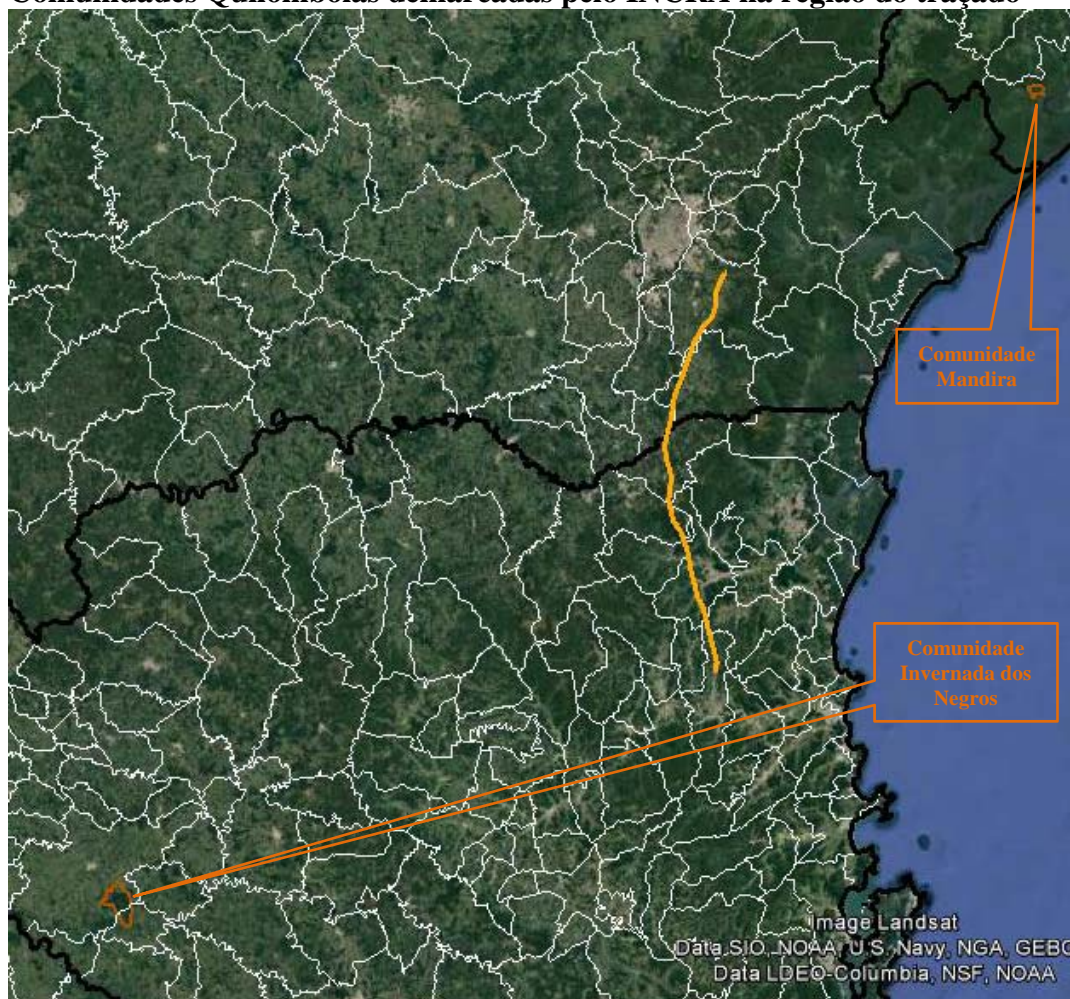 Comunidades Quilombolas demarcadas pelo INCRA na região do traçado
Comunidade
Mandira
Comunidade
Invernada dos
Negros
Image Landsat
Data SIO, NOAA, U.S. Navy, NGA, GEBC
Data LDEO-Columbia, NSF, NOAA